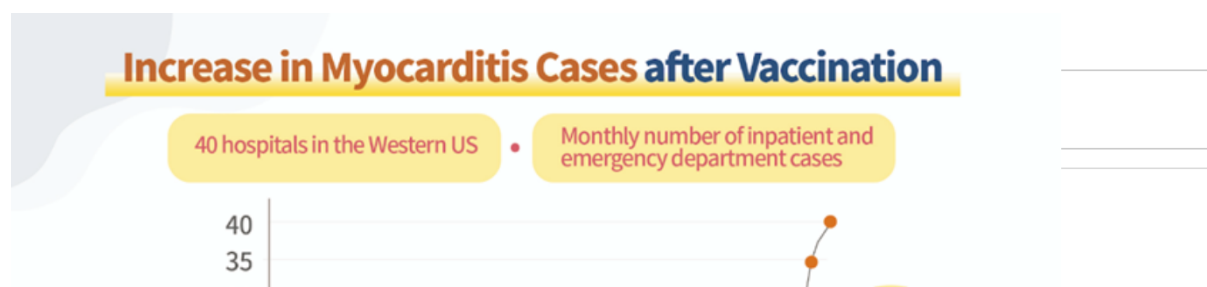 Increase in Myocarditis Cases after Vaccination
40 hospitals in the Western US • Monthly number of inpatient and
emergency department cases
40
35